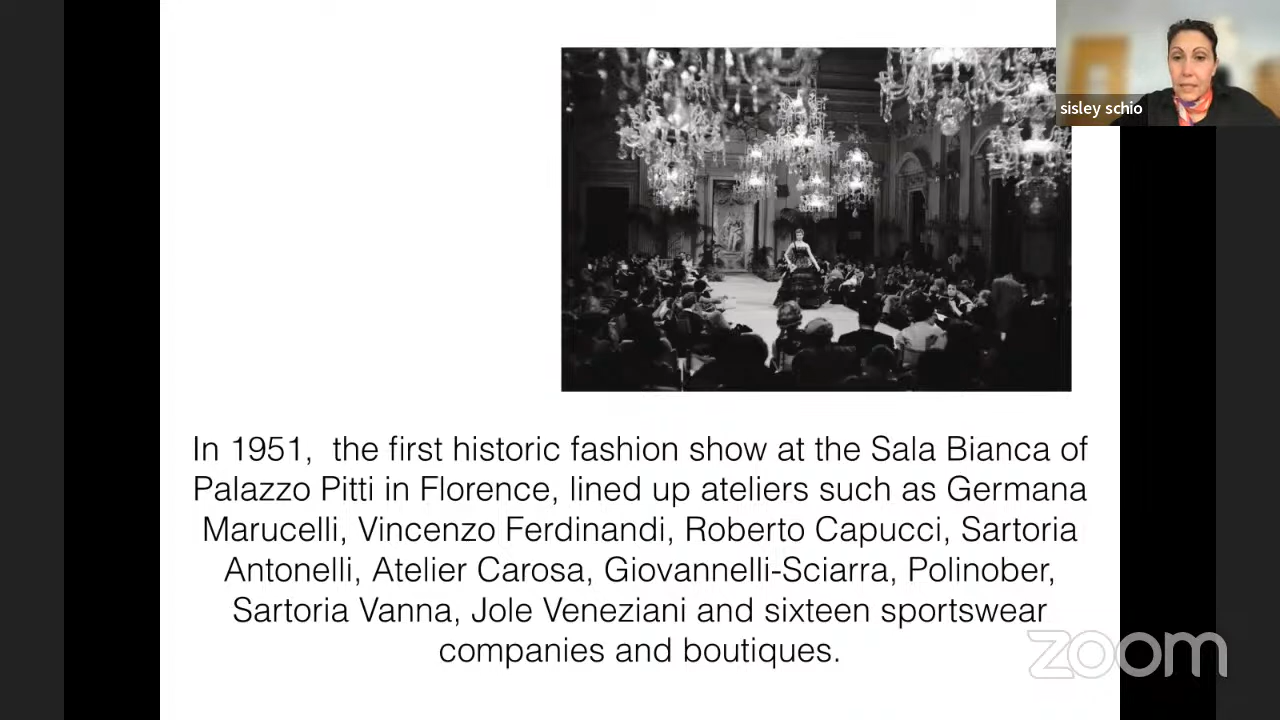 sisley schio
In 1951,  the first historic fashion show at the Sala Bianca of
Palazzo Pitti in Florence, lined up ateliers such as Germana
Marucelli, Vincenzo Ferdinandi, Roberto Capucci, Sartoria
Antonelli, Atelier Carosa, Giovannelli-Sciarra, Polinober,
Sartoria Vanna, Jole Veneziani and sixteen sportswear
companies and boutiques.
zoom